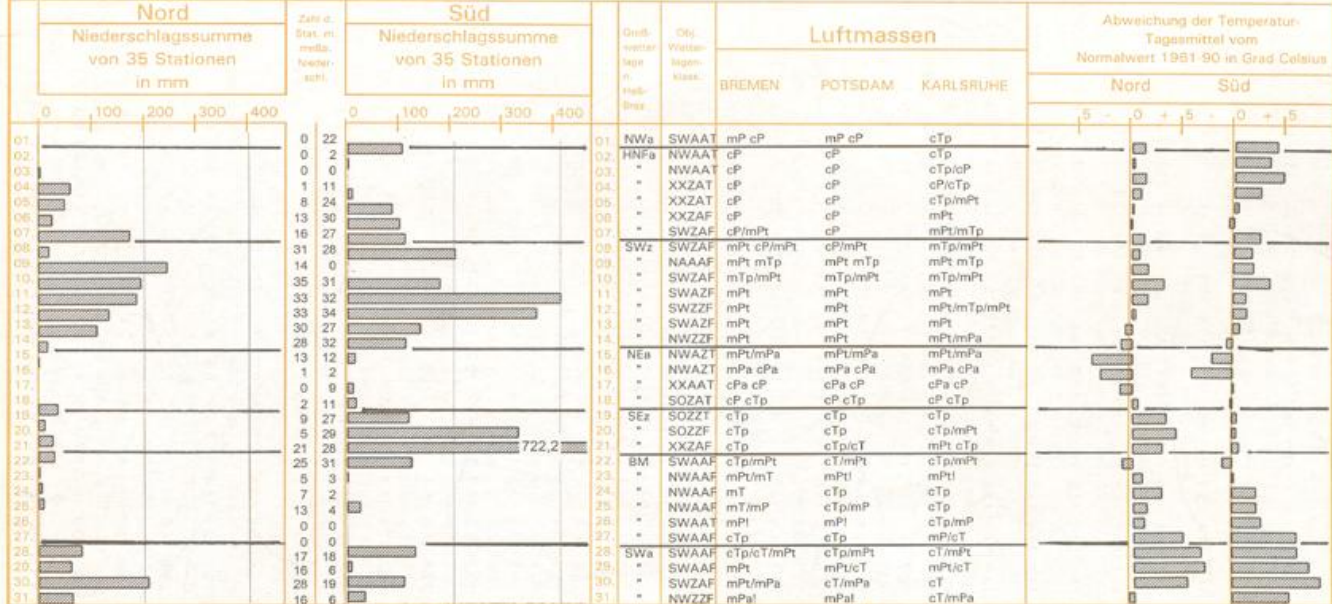 Nord
Niederschlagssumme
von 35 Stationen
in mm
0 100 200 300 400
Zahl d. Stat. m. meßb. Nieder-schl.
Süd
Niederschlagssumme
von 35 Stationen
in mm
0 100 200 300 400
Groß-wetter lage n. Heß-Brez.
Obj. Wetter-lagen-klass.
Luftmassen
BREMEN POTSDAM KARLSRUHE
Abweichung der Temperatur-
Tagesmittel vom
Normalwert 1961-90 in Grad Celsius
Nord Süd
5 - 0 + 5 - 0 + 5
01. 0 22 01. NWa SWAAT mP cP mP cP cTp
02. 0 2 02. HNFa NWAAT cP cP cTp
03. 0 0 03. " NWAAT cP cP cTp/cP
04. 1 11 04. " XXZAT cP cP cP/cTp
05. 8 24 05. " XXZAT cP cP cTp/mPt
06. 13 30 06. " XXZAF cP cP mPt
07. 16 27 07. " SWZAF cP/mPt cP mPt/mTp
08. 31 28 08. SWz SWZAF mPt cP/mPt cP/mPt mTp/mPt
09. 14 0 09. " NAAAF mPt mTp mPt mTp mPt mTp
10. 35 31 10. " SWZAF mTp/mPt mTp/mPt mTp/mPt
11. 33 32 11. " SWAZF mPt mPt mPt
12. 33 34 12. " SWZZF mPt mPt mPt/mTp/mPt
13. 30 27 13. " SWAZF mPt mPt mPt
14. 28 32 14. " NWZZF mPt mPt mPt/mPa
15. 13 12 15. NEa NWAZT mPt/mPa mPt/mPa mPt/mPa
16. 1 2 16. " NWAZT mPa cPa mPa cPa mPa cPa
17. 0 9 17. " XXAAT cPa cP cPa cP cPa cP
18. 2 11 18. " SOZAT cP cTp cP cTp cP cTp
19. 9 27 19. SEz SOZZT cTp cTp cTp
20. 5 29 20. " SOZZF cTp cTp cTp/mPt
21. 21 28 722,2 21. " XXZAF cTp cTp/cT mPt cTp
22. 25 31 22. BM SWAAF cTp/mPt cT/mPt cTp/mPt
23. 5 3 23. " NWAAF mPt/mT mPt! mPt!
24. 7 2 24. " NWAAF mT cTp cTp
25. 13 4 25. " NWAAF mT/mP cTp/mP cTp
26. 0 0 26. " SWAAT mP! mP! cTp/mP
27. 0 0 27. " SWAAF cTp cTp mP/cT
28. 17 18 28. SWa SWAAF cTp/cT/mPt cTp/mPt cT/mPt
29. 16 6 29. " SWAAF mPt mPt/cT mPt/cT
30. 28 19 30. " SWZAF mPt/mPa cT/mPa cT
31. 16 6 31. " NWZZF mPa! mPa! cT/mPa